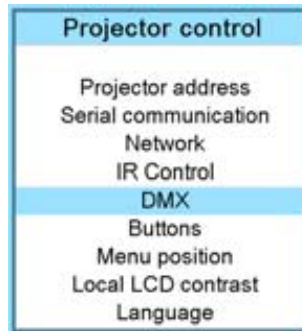 Projector control
Projector address
Serial communication
Network
IR Control
DMX
Buttons
Menu position
Local LCD contrast
Language